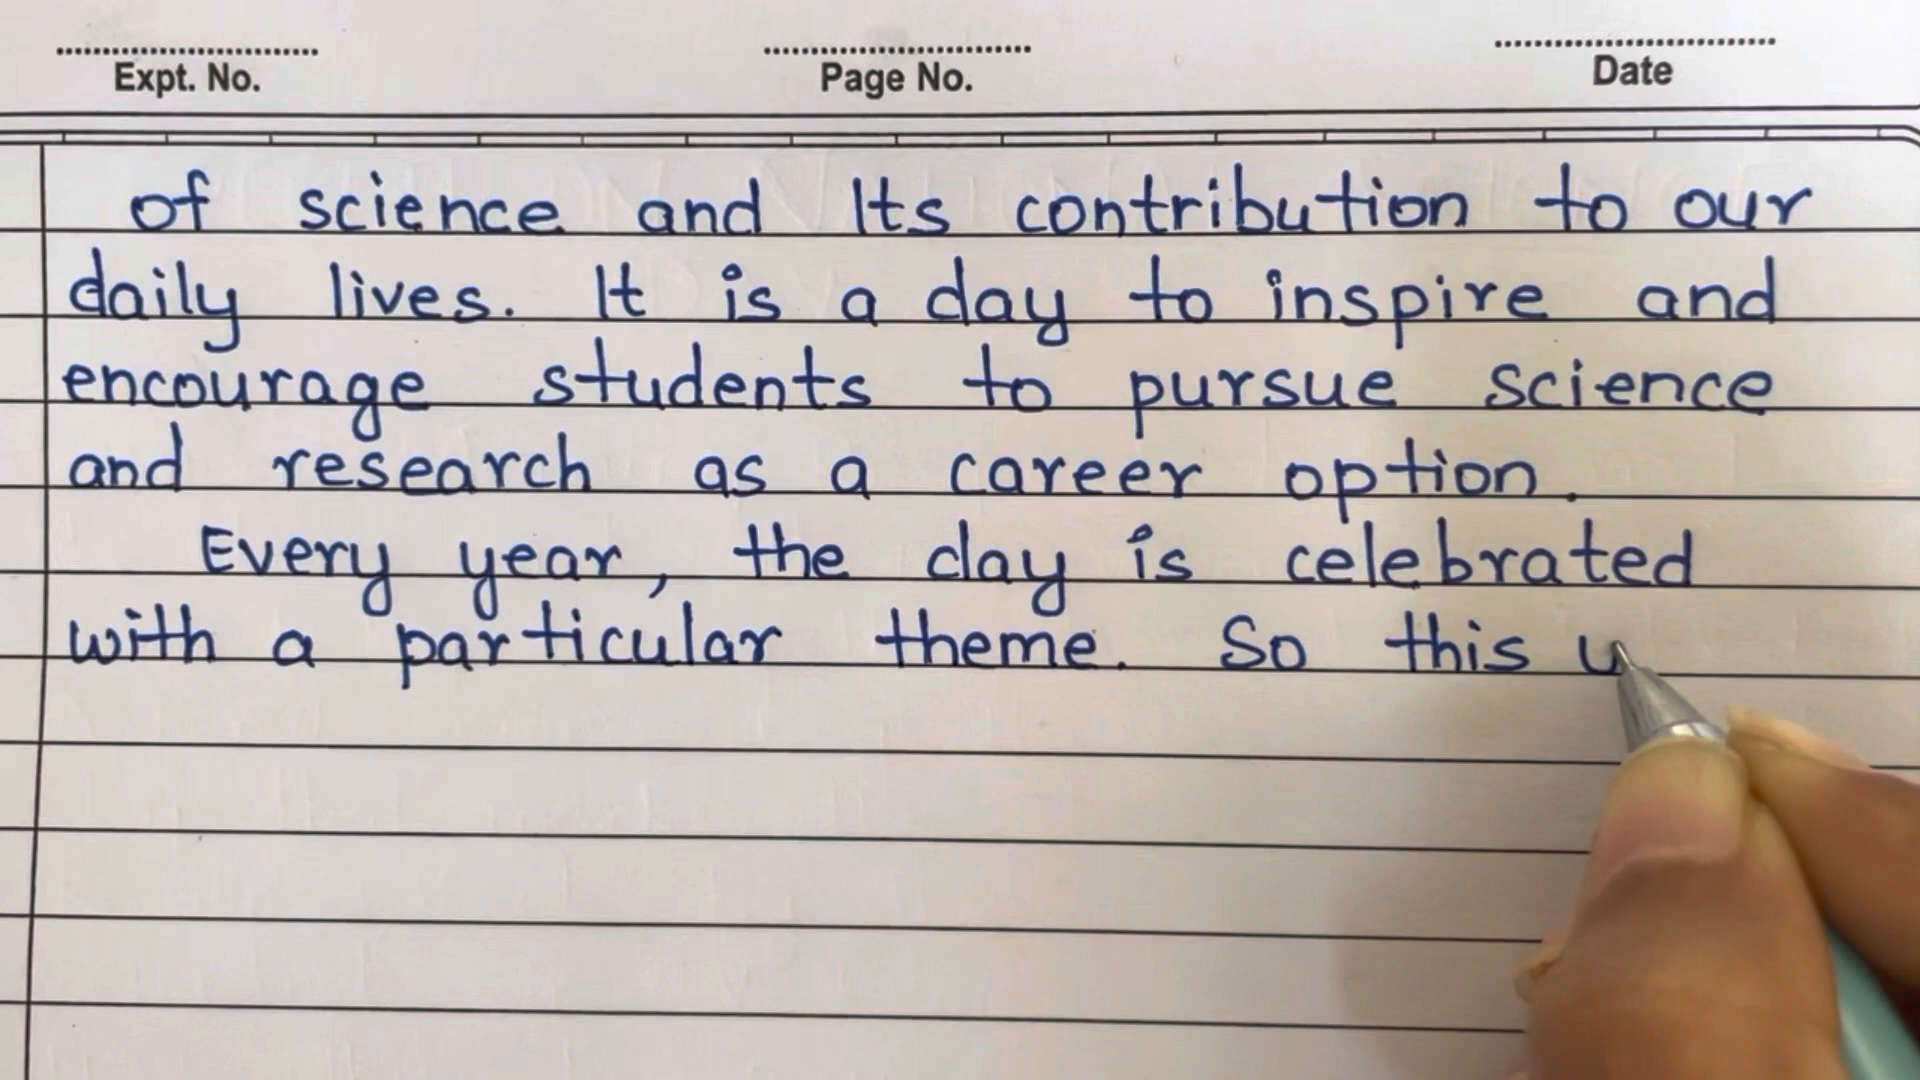 Expt. No. Page No. Date
of science and Its contribution to our
daily lives. It is a day to inspire and
encourage students to pursue science
and research as a career option.
Every year, the day is celebrated
with a particular theme. So this